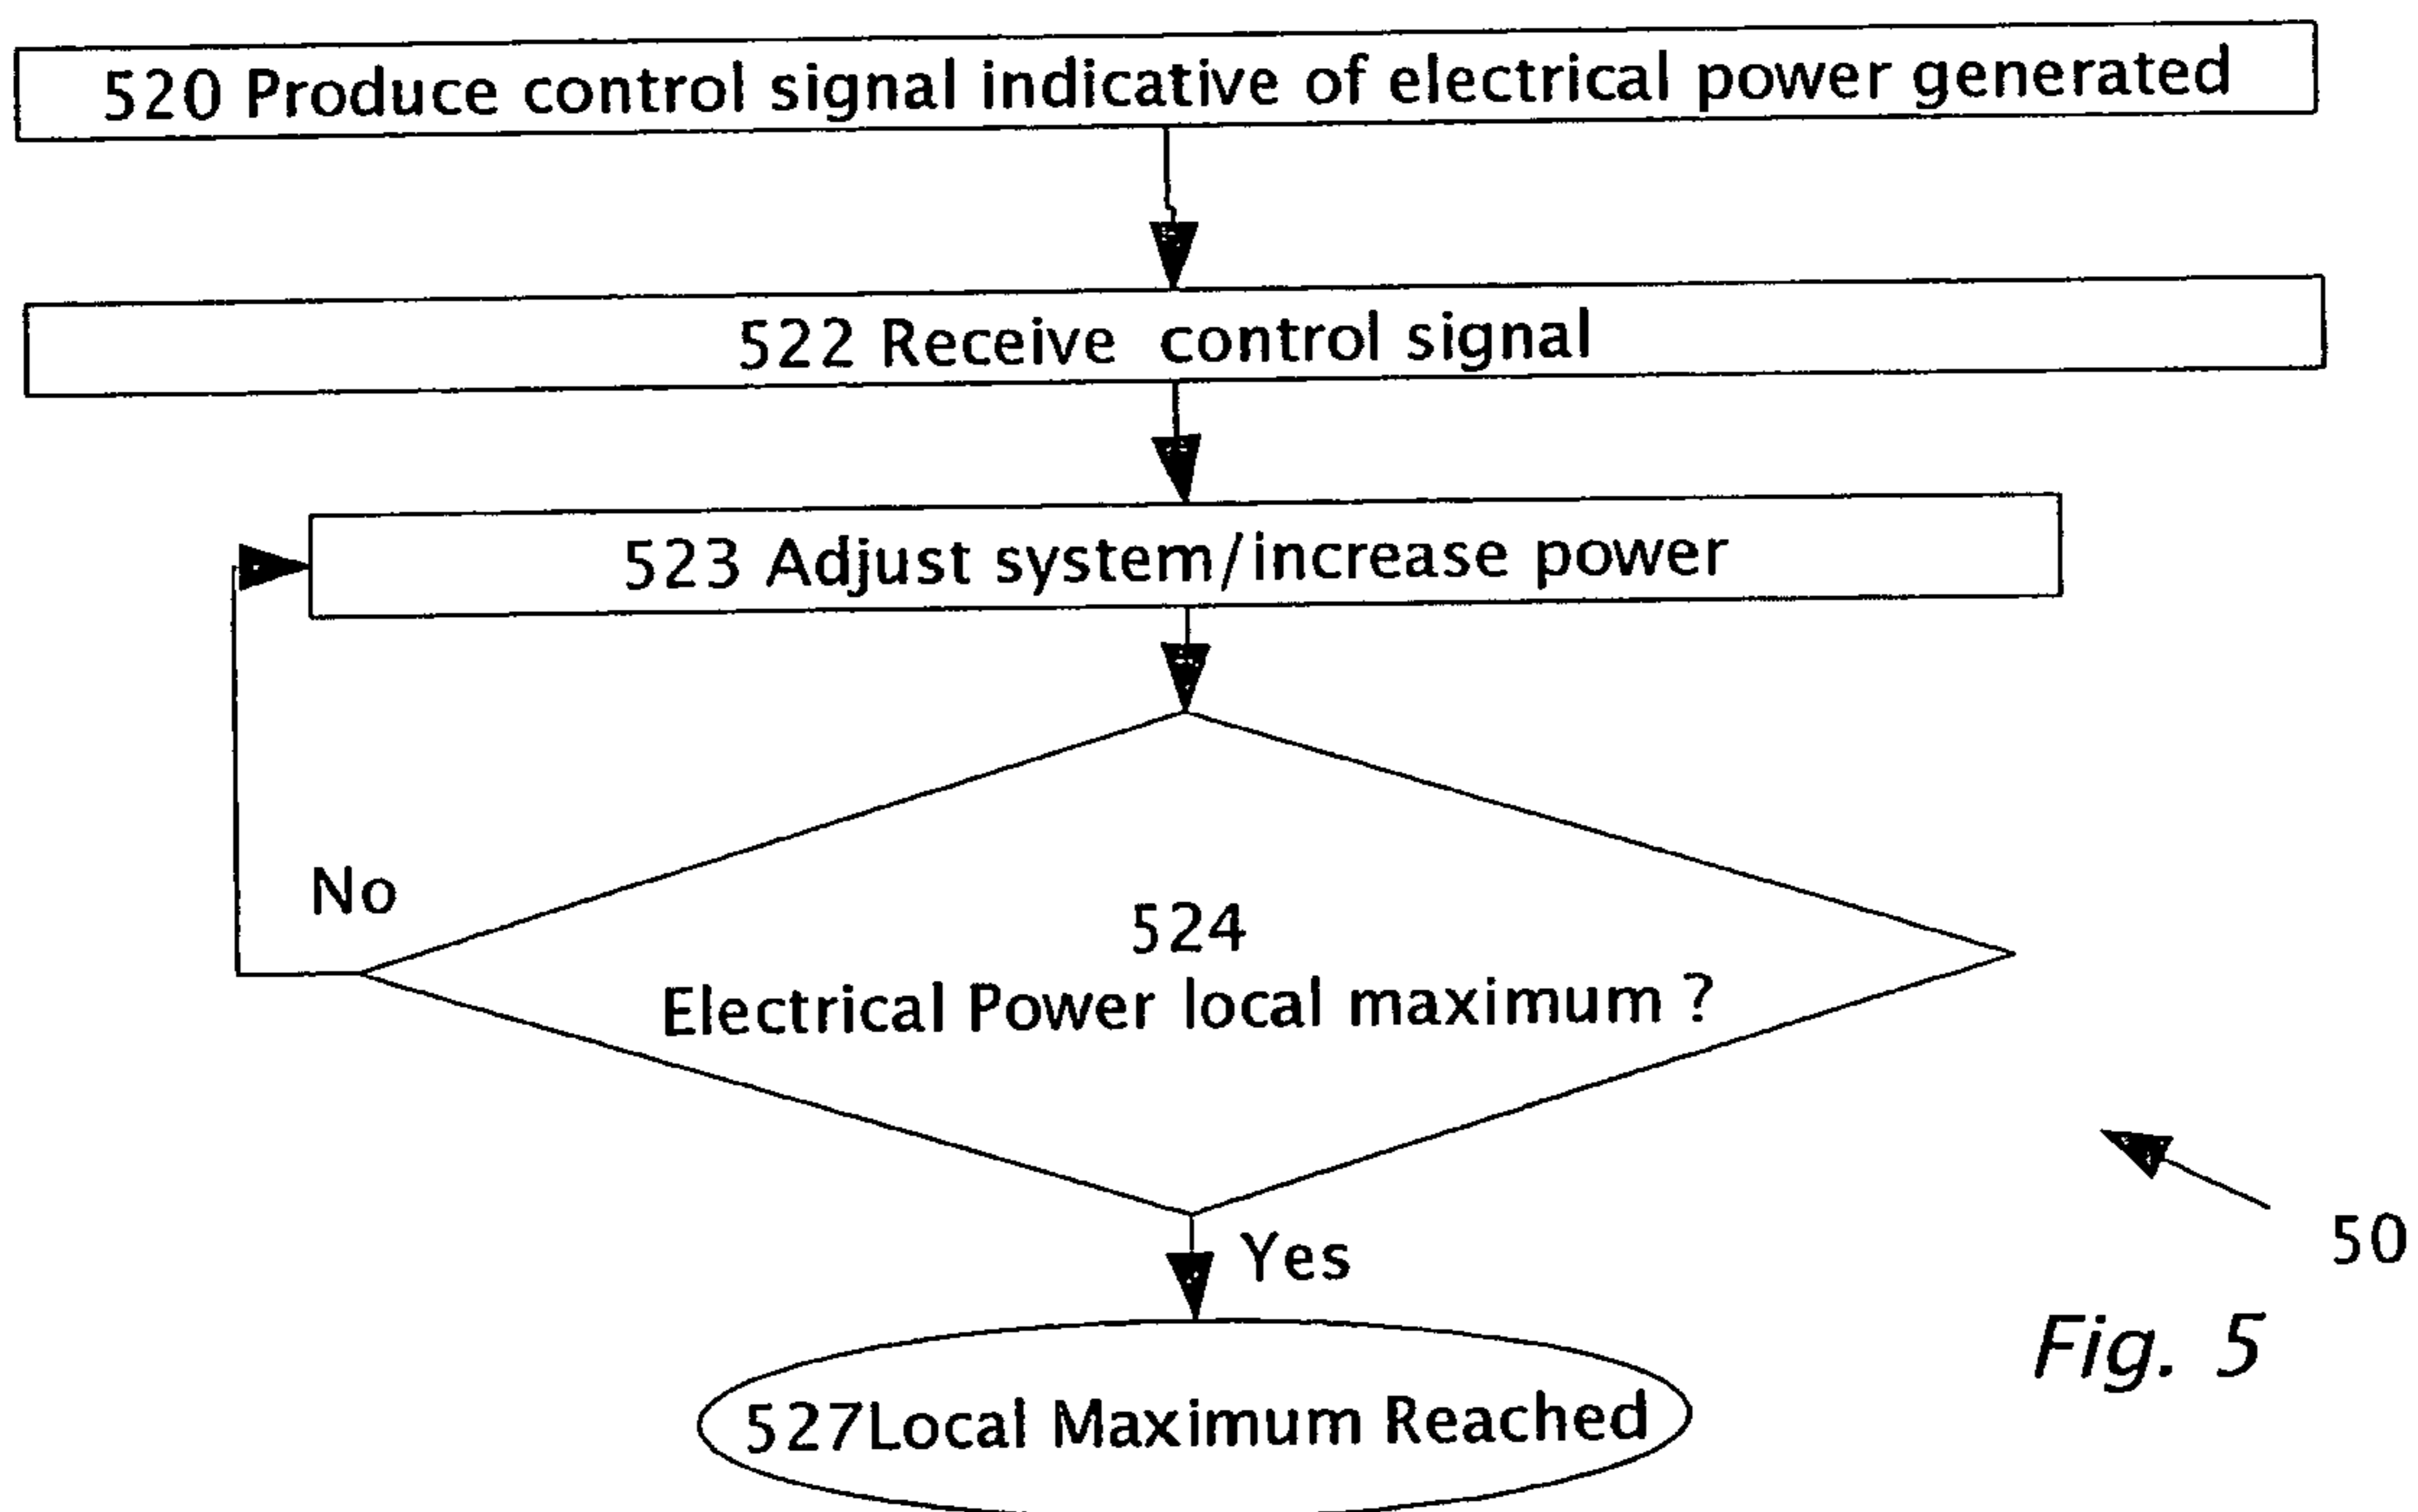 520 Produce control signal indicative of electrical power generated
522 Receive control signal
523 Adjust system/increase power
No
524
Electrical Power local maximum ?
Yes
50
527Local Maximum Reached
Fig. 5